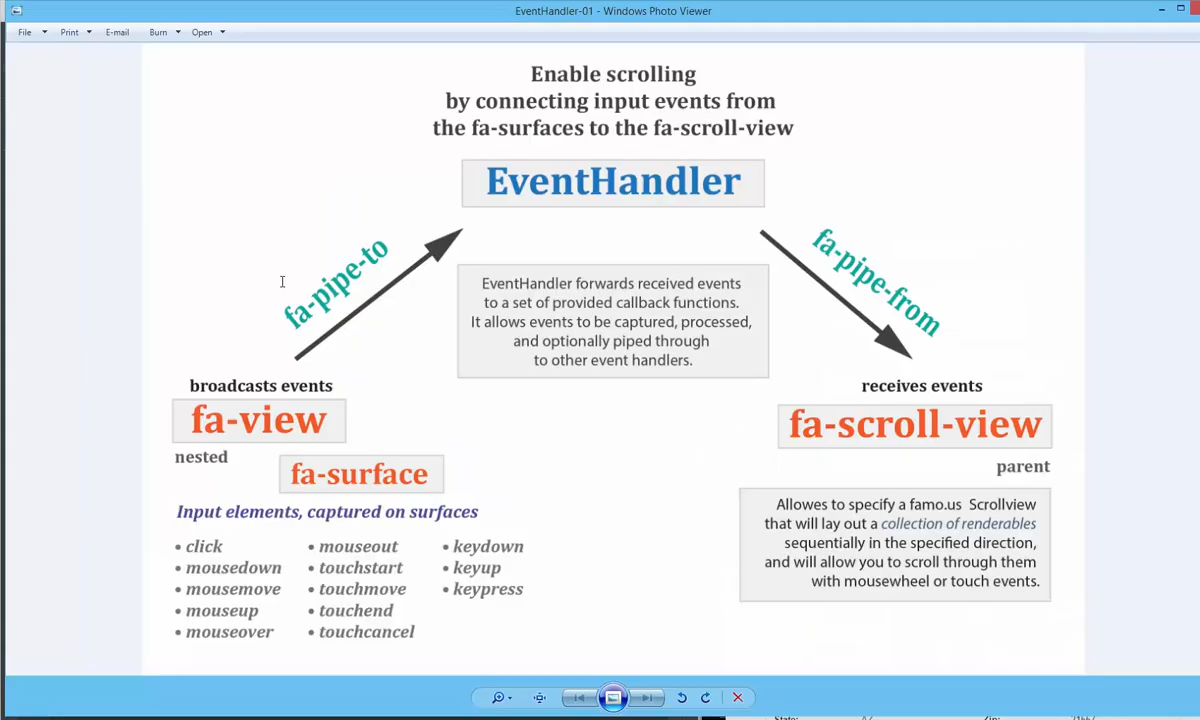 EventHandler-01 - Windows Photo Viewer
File Print E-mail Burn Open
Enable scrolling
by connecting input events from
the fa-surfaces to the fa-scroll-view
EventHandler
fa-pipe-to
fa-pipe-from
EventHandler forwards received events
to a set of provided callback functions.
It allows events to be captured, processed,
and optionally piped through
to other event handlers.
broadcasts events
fa-view
nested
fa-surface
receives events
fa-scroll-view
parent
Input elements, captured on surfaces
• click
• mousedown
• mousemove
• mouseup
• mouseover
• mouseout
• touchstart
• touchmove
• touchend
• touchcancel
• keydown
• keyup
• keypress
Allowes to specify a famo.us Scrollview
that will lay out a collection of renderables
sequentially in the specified direction,
and will allow you to scroll through them
with mousewheel or touch events.